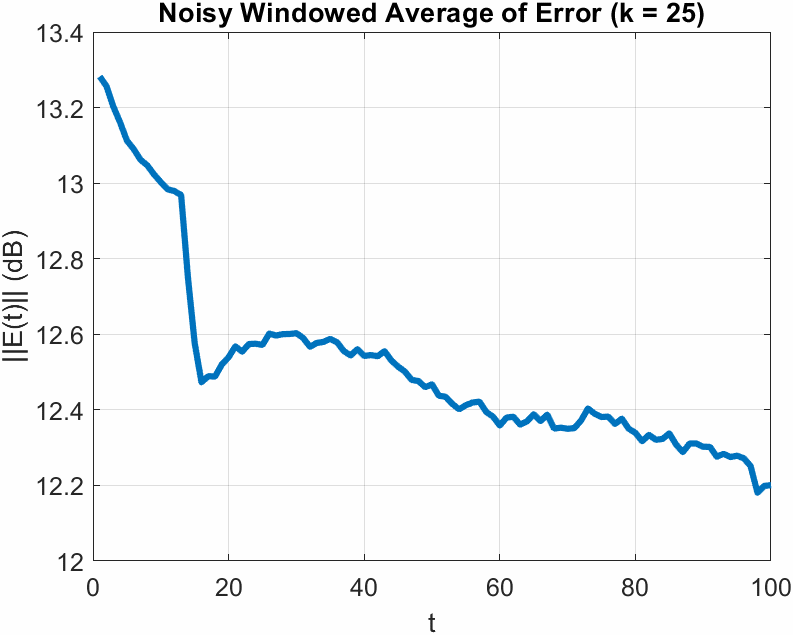 Noisy Windowed Average of Error (k = 25)
13.4
13.2
13
12.8
12.6
12.4
12.2
12
||E(t)|| (dB)
0 20 40 60 80 100
t